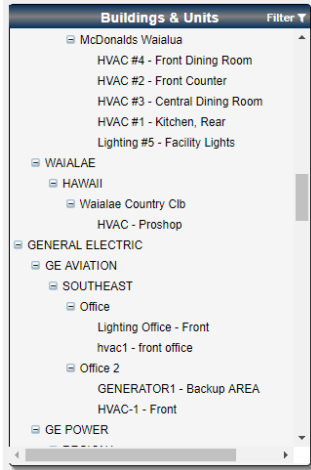 Buildings & Units Filter
McDonalds Waialua
HVAC #4 - Front Dining Room
HVAC #2 - Front Counter
HVAC #3 - Central Dining Room
HVAC #1 - Kitchen, Rear
Lighting #5 - Facility Lights
WAIALAE
HAWAII
Waialae Country Clb
HVAC - Proshop
GENERAL ELECTRIC
GE AVIATION
SOUTHEAST
Office
Lighting Office - Front
hvac1 - front office
Office 2
GENERATOR1 - Backup AREA
HVAC-1 - Front
GE POWER